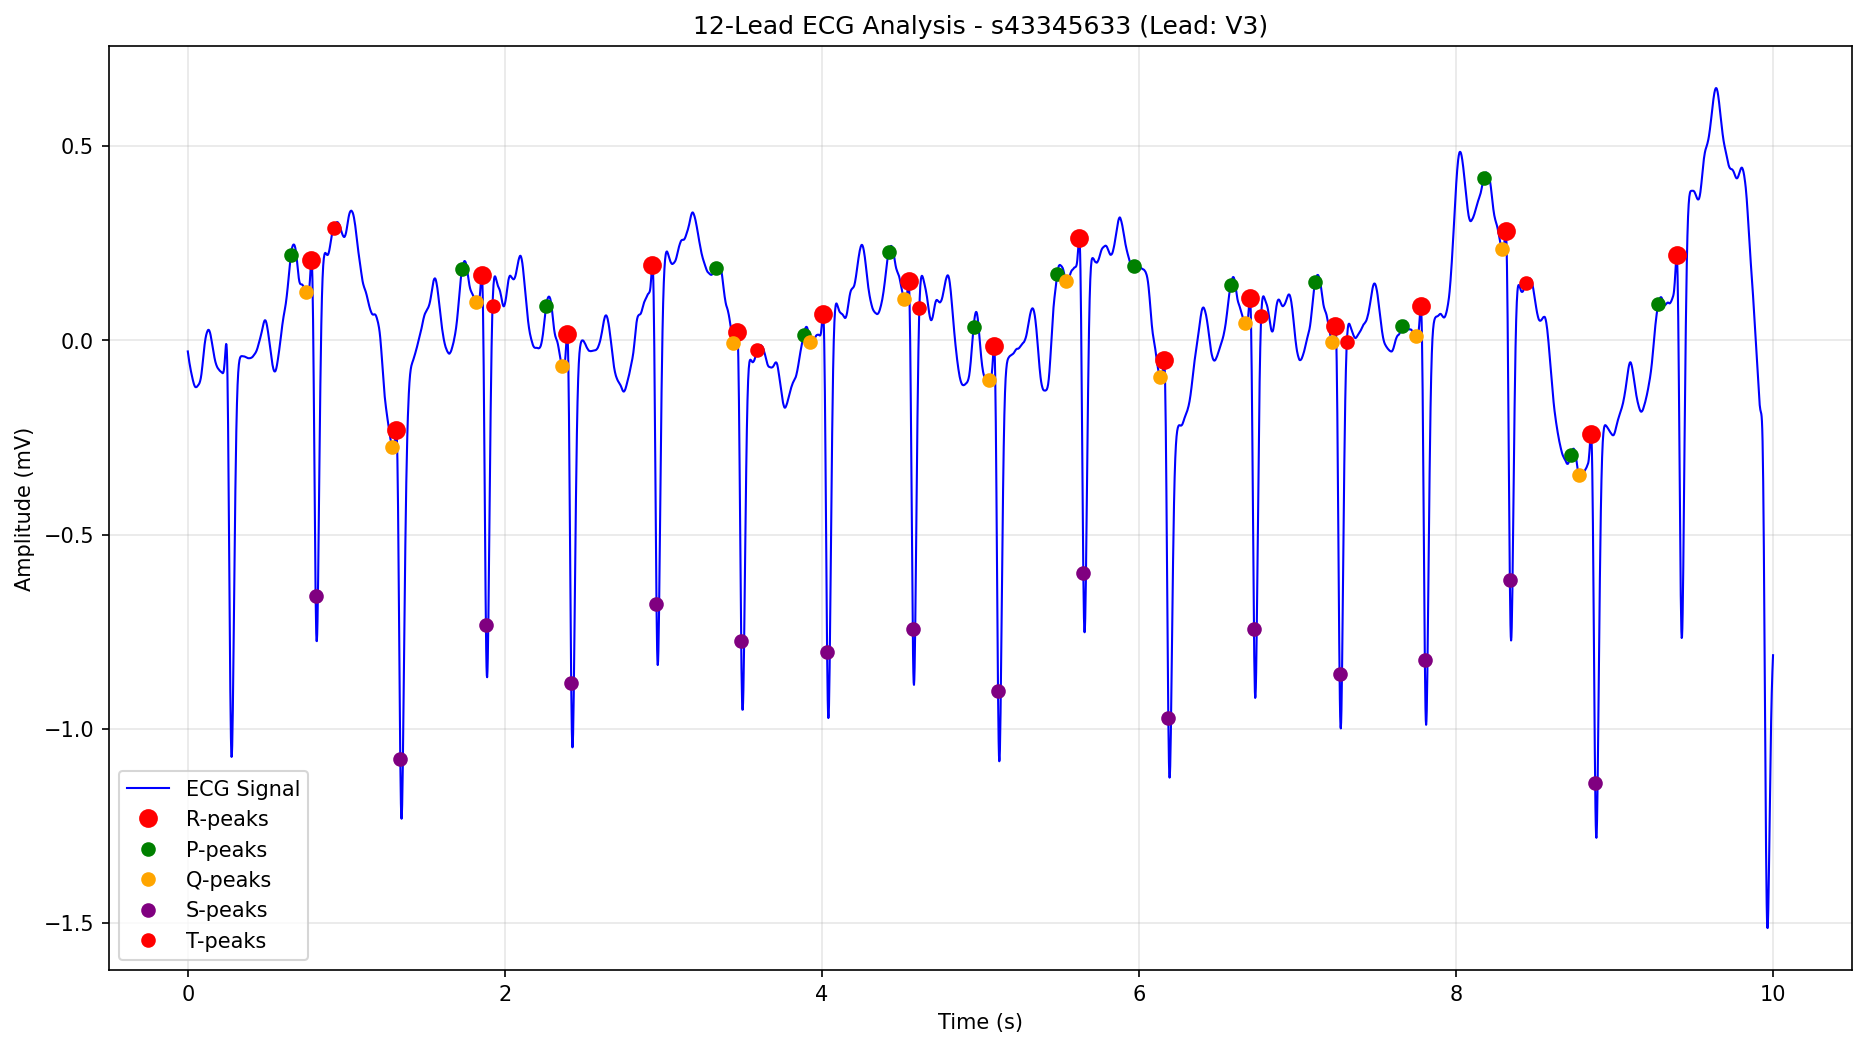 12-Lead ECG Analysis - s43345633 (Lead: V3)
Amplitude (mV)
0.5
0.0
−0.5
−1.0
−1.5
ECG Signal
R-peaks
P-peaks
Q-peaks
S-peaks
T-peaks
0 2 4 6 8 10
Time (s)